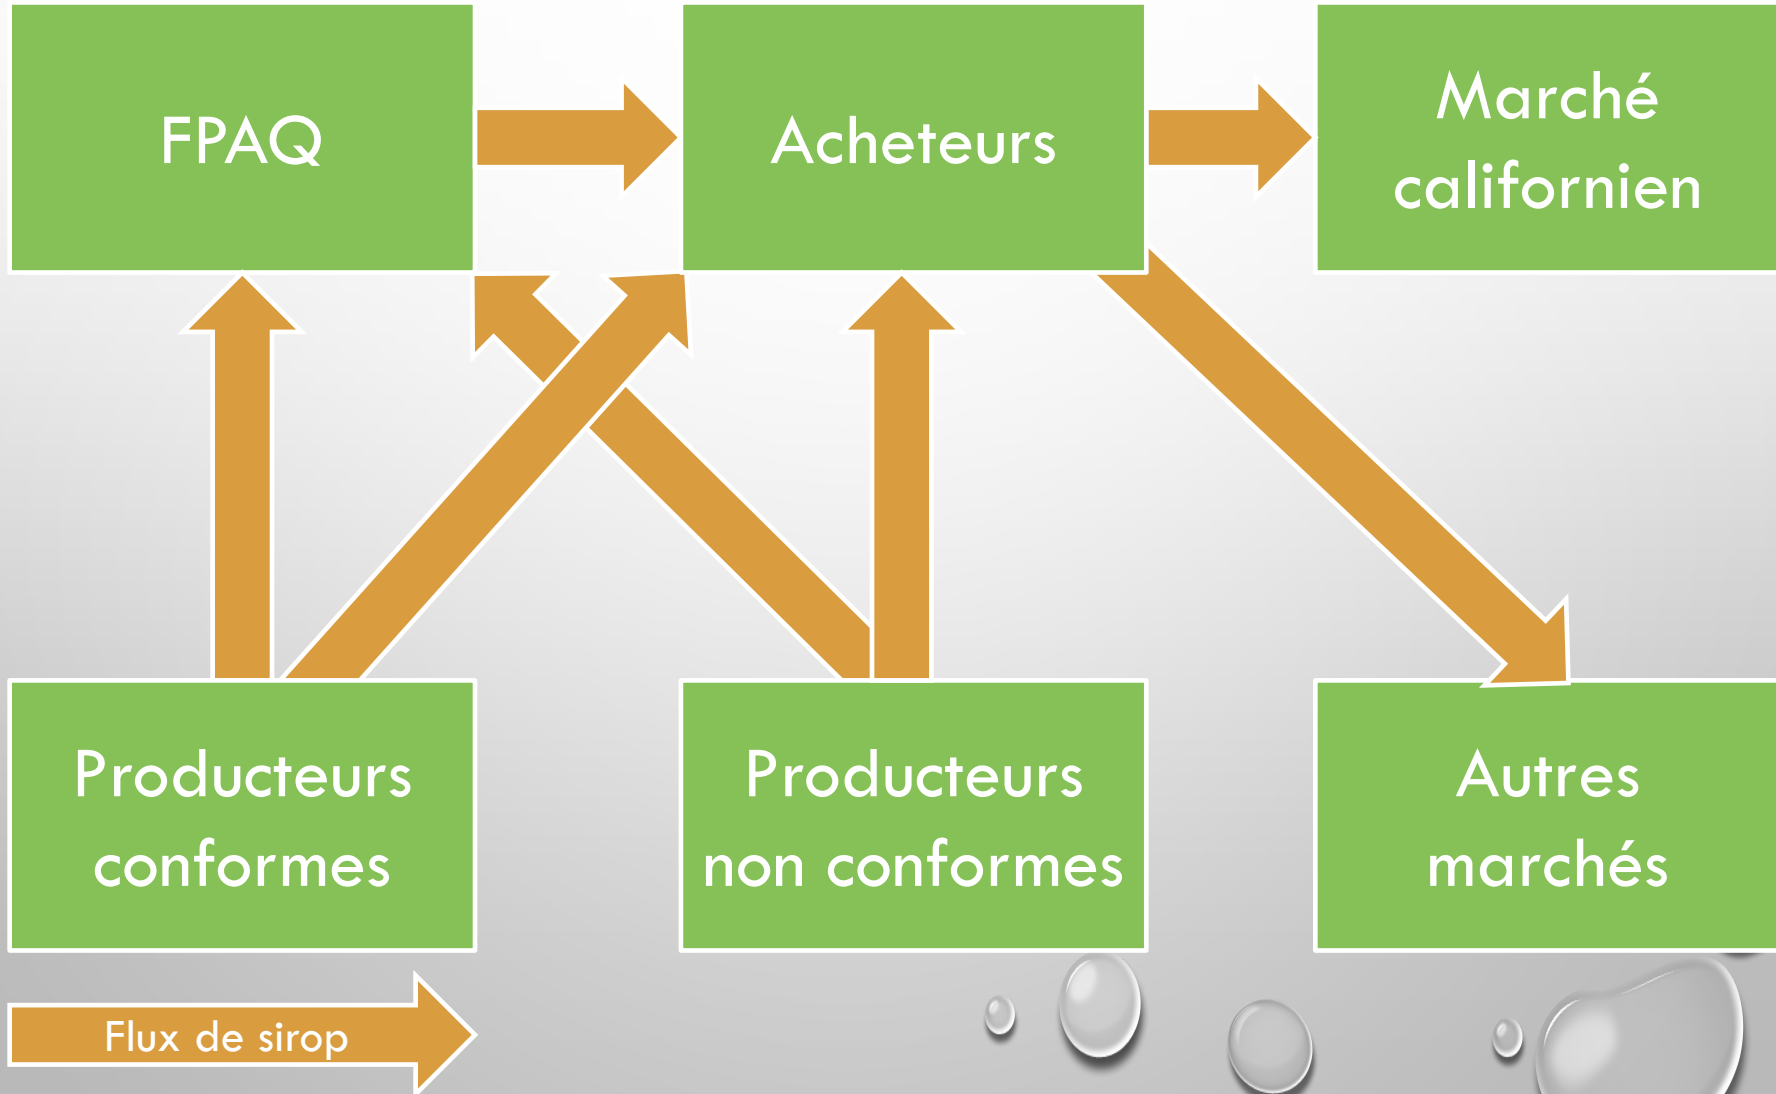 FPAQ
Acheteurs
Marché
californien
Producteurs
conformes
Producteurs
non conformes
Autres
marchés
Flux de sirop